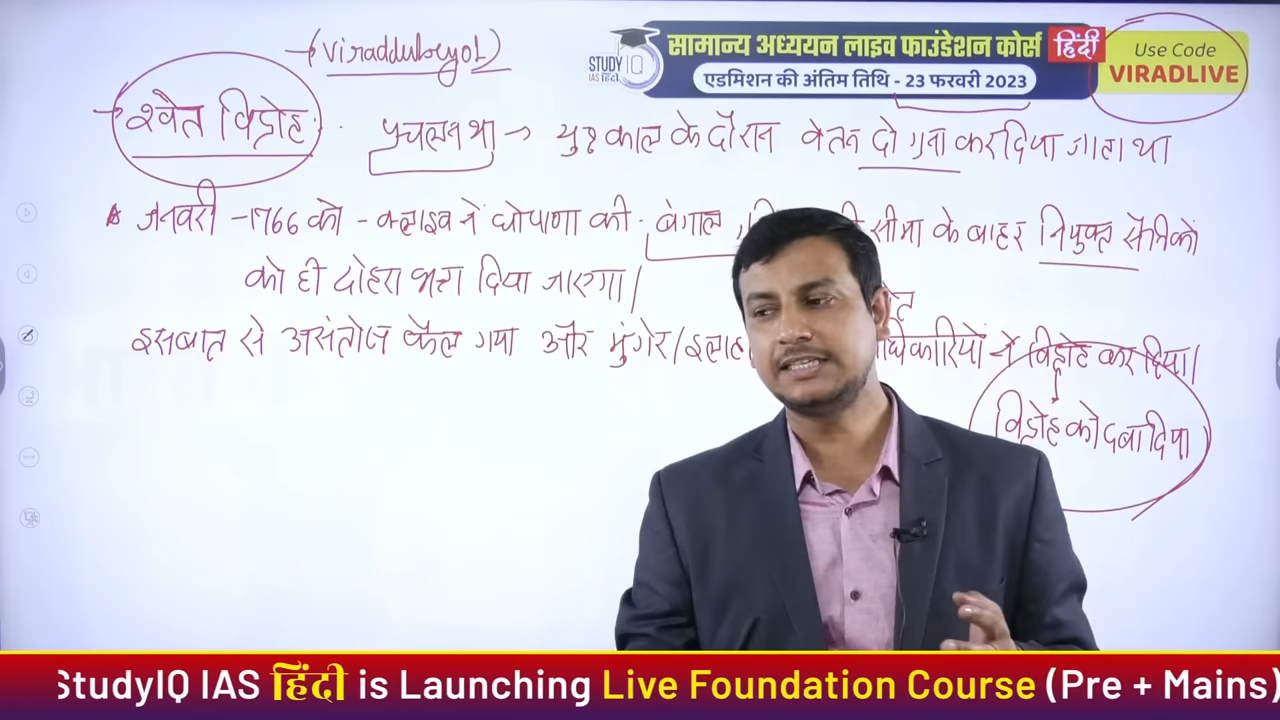 (viraddubey01)
STUDY IQ
IAS हिंदी
सामान्य अध्ययन लाइव फाउंडेशन कोर्स हिंदी
एडमिशन की अंतिम तिथि - 23 फरवरी 2023
Use Code
VIRADLIVE
श्वेत विद्रोह
प्रचलन था → युद्धकाल के दौरान वेतन दो गुना कर दिया जाता था
जनवरी - 1766 को - क्लाइव ने घोषणा की बंगाल सीमा के बाहर नियुक्त सैनिकों
को ही दोहरा भत्ता दिया जाएगा।
इस बात से असंतोष फैल गया और मुंगेर/ ने विद्रोह कर दिया।
विद्रोह को दबा दिया
StudyIQ IAS हिंदी is Launching Live Foundation Course (Pre + Mains)